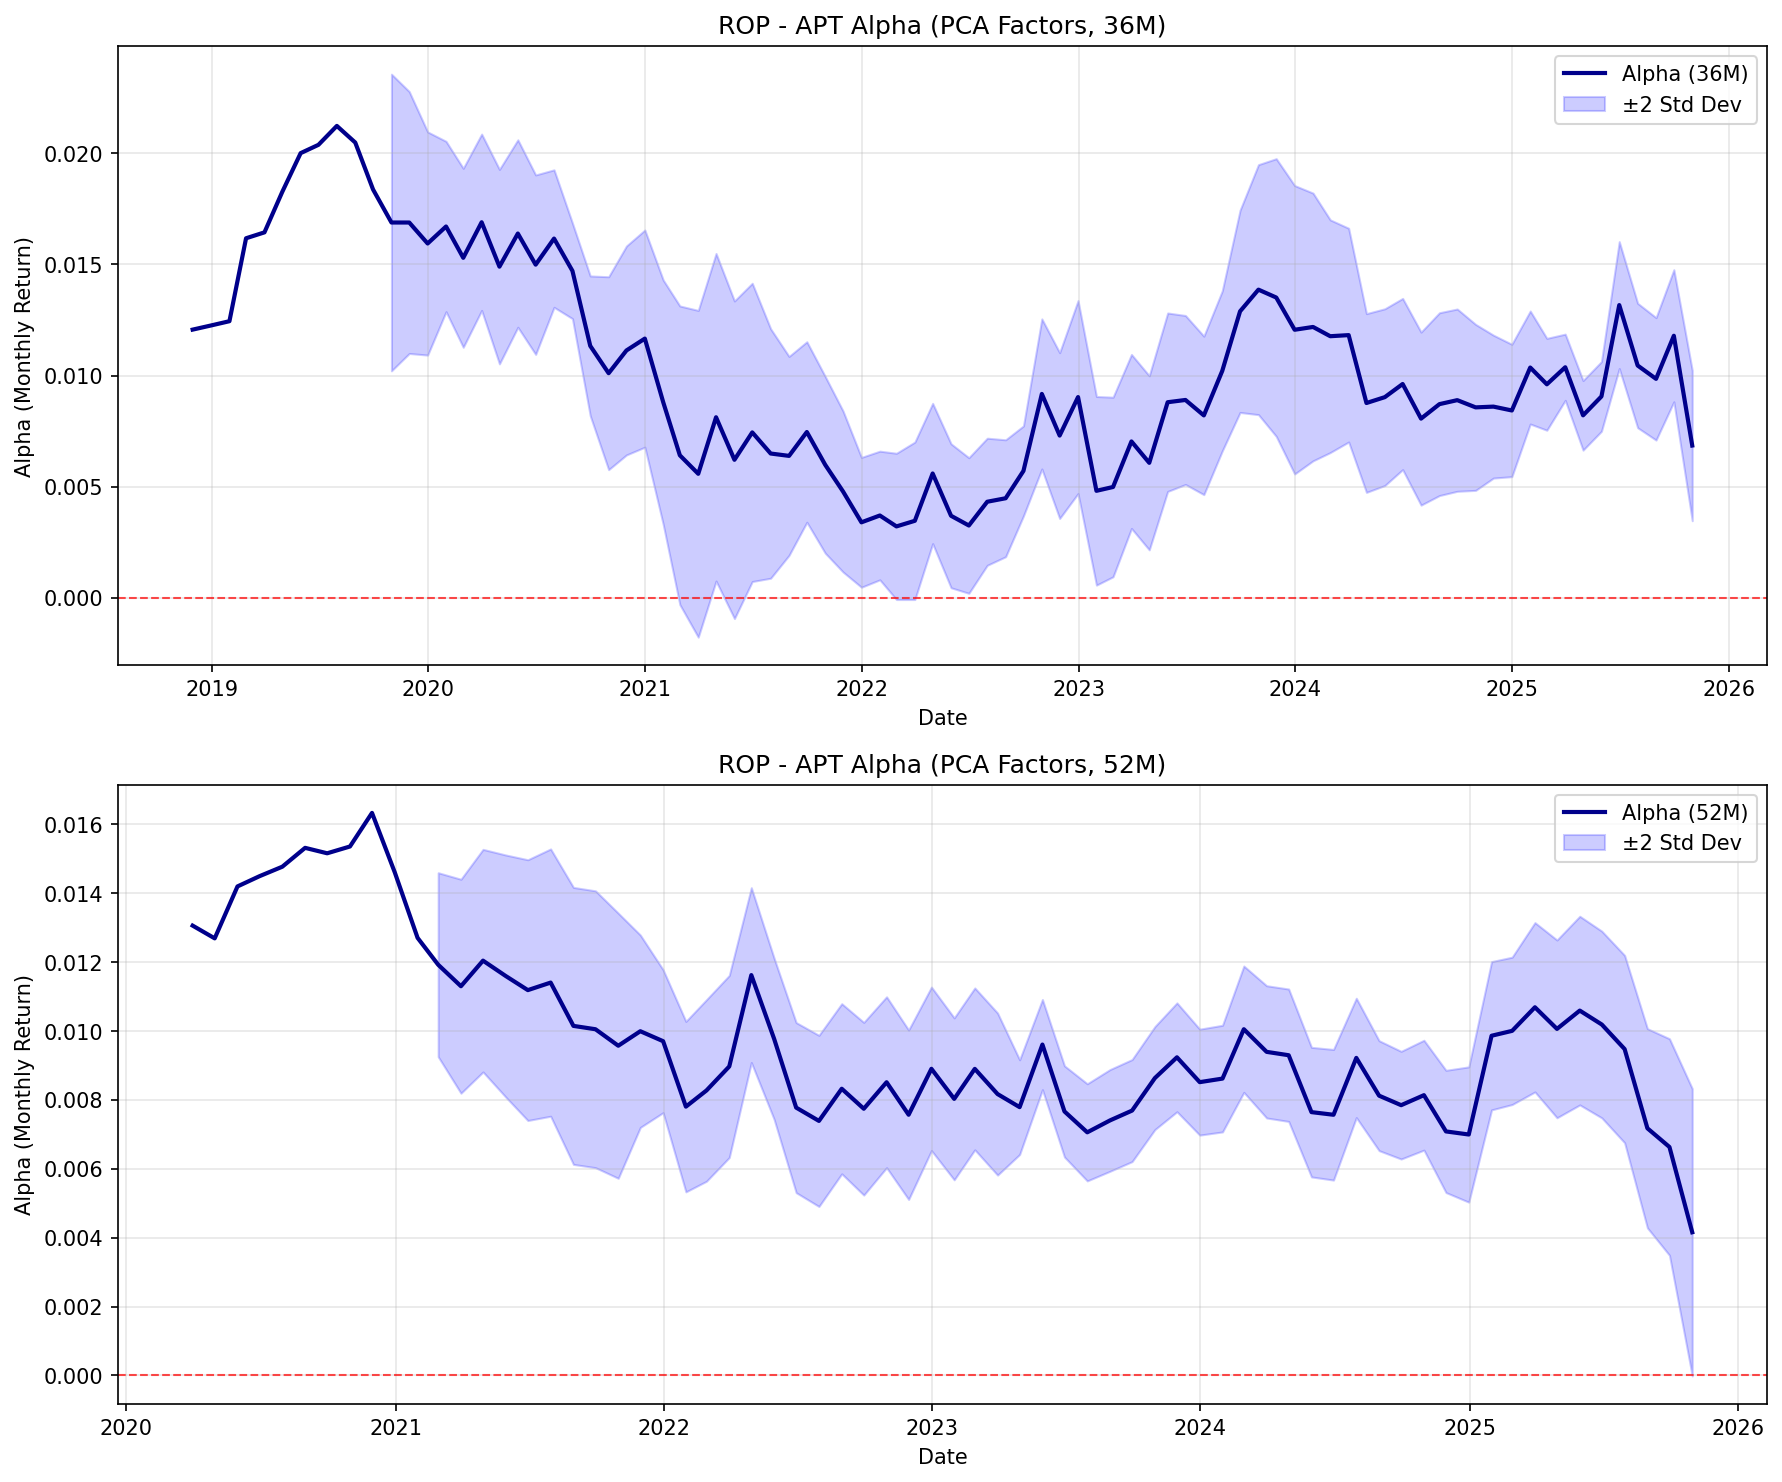 ROP - APT Alpha (PCA Factors, 36M)
Alpha (36M)
±2 Std Dev
Alpha (Monthly Return)
0.020
0.015
0.010
0.005
0.000
2019 2020 2021 2022 2023 2024 2025 2026
Date
ROP - APT Alpha (PCA Factors, 52M)
Alpha (52M)
±2 Std Dev
Alpha (Monthly Return)
0.016
0.014
0.012
0.010
0.008
0.006
0.004
0.002
0.000
2020 2021 2022 2023 2024 2025 2026
Date